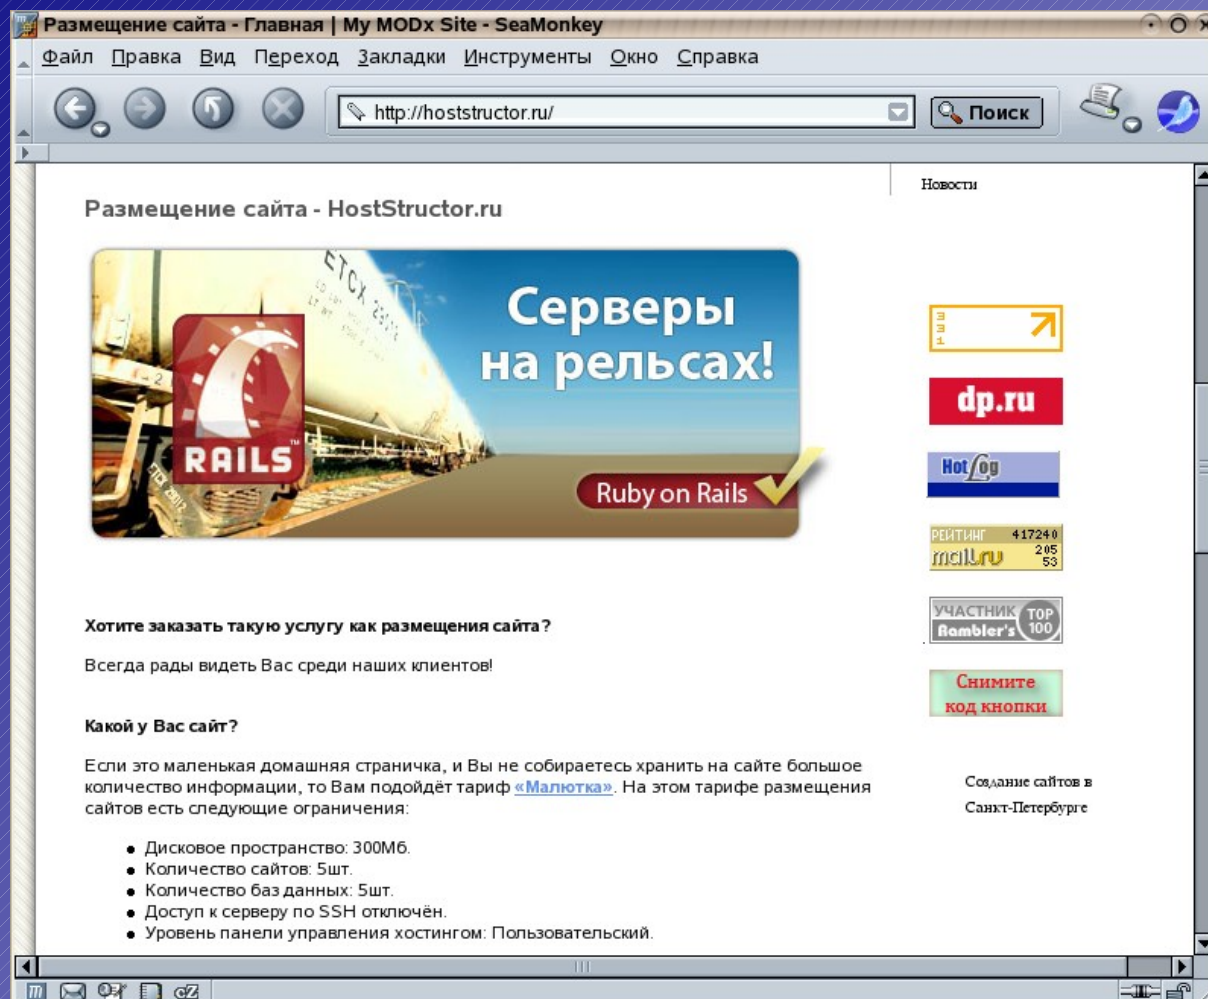 Размещение сайта - Главная | My MODx Site - SeaMonkey
Файл Правка Вид Переход Закладки Инструменты Окно Справка
http://hoststructor.ru/
Поиск
Размещение сайта - HostStructor.ru
ETCX 29012
Серверы
на рельсах!
RAILS™
Ruby on Rails
Хотите заказать такую услугу как размещения сайта?
Всегда рады видеть Вас среди наших клиентов!
Какой у Вас сайт?
Если это маленькая домашняя страничка, и Вы не собираетесь хранить на сайте большое
количество информации, то Вам подойдёт тариф «Малютка». На этом тарифе размещения
сайтов есть следующие ограничения:
Дисковое пространство: 300Мб.
Количество сайтов: 5шт.
Количество баз данных: 5шт.
Доступ к серверу по SSH отключён.
Уровень панели управления хостингом: Пользовательский.
Новости
3
3
1
dp.ru
HotLog
РЕЙТИНГ 417240
mail.ru 205
53
УЧАСТНИК TOP
Rambler's 100
Снимите
код кнопки
Создание сайтов в
Санкт-Петербурге